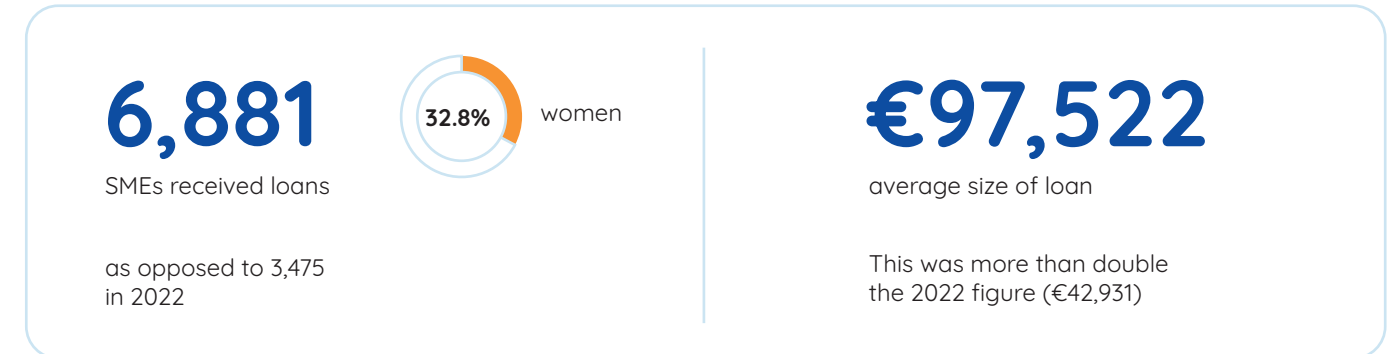 6,881
SMEs received loans
as opposed to 3,475
in 2022
32.8%
women
€97,522
average size of loan
This was more than double
the 2022 figure (€42,931)